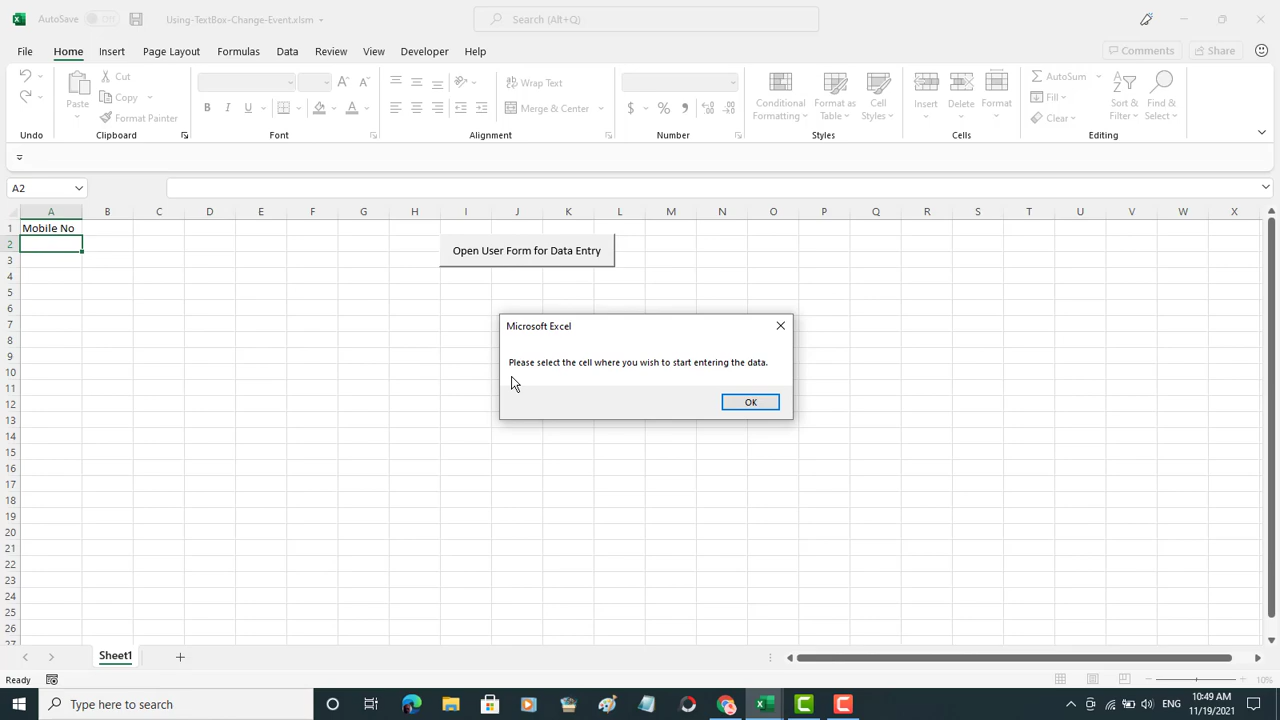 AutoSave Off Using-TextBox-Change-Event.xlsm Search (Alt+Q)
File Home Insert Page Layout Formulas Data Review View Developer Help Comments Share
Paste Cut Copy Format Painter
B I U A A A
Wrap Text Merge & Center
$ %
Conditional Formatting Format as Table Cell Styles
Insert Delete Format
AutoSum Fill Clear Sort & Filter Find & Select
Undo Clipboard Font Alignment Number Styles Cells Editing
A2
A B C D E F G H I J K L M N O P Q R S T U V W X
1 Mobile No
2
Open User Form for Data Entry
3
4
5
6
7
Microsoft Excel
8
9
Please select the cell where you wish to start entering the data.
10
11
12
OK
13
14
15
16
17
18
19
20
21
22
23
24
25
26
27
Sheet1
Ready 10%
Type here to search ENG 10:49 AM
11/19/2021